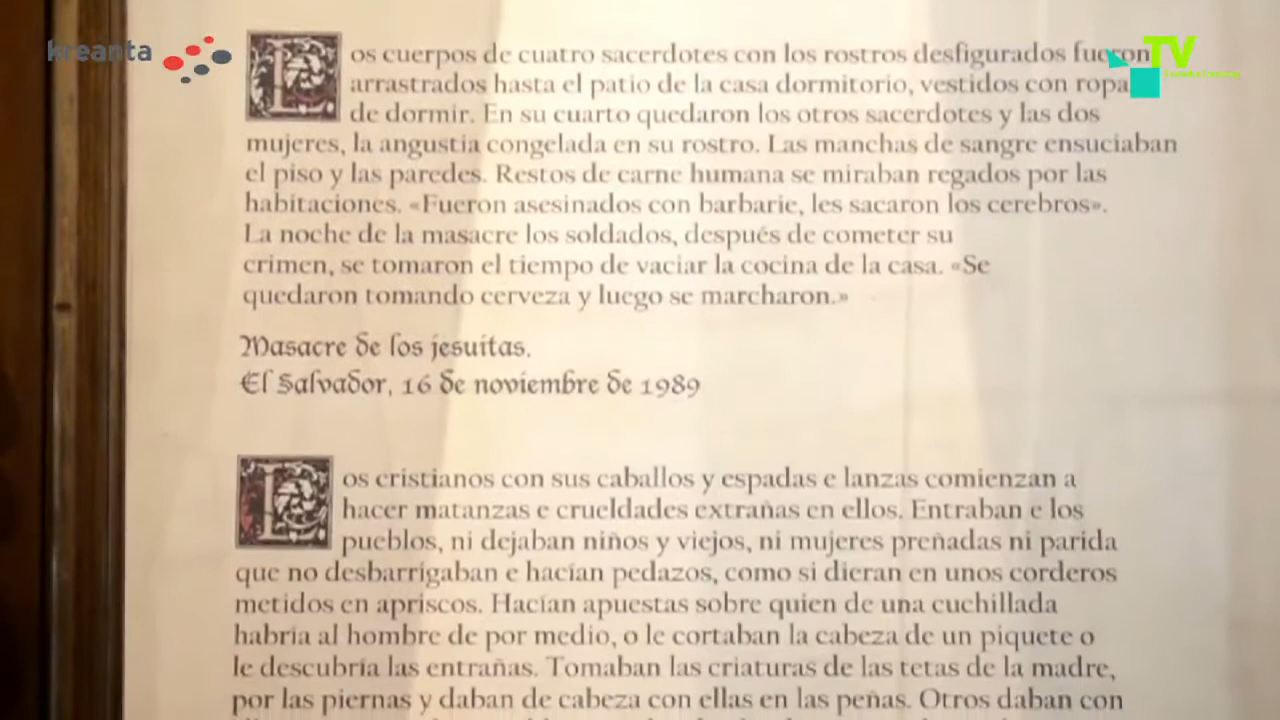 kreanta
TV
Los cuerpos de cuatro sacerdotes con los rostros desfigurados fueron
arrastrados hasta el patio de la casa dormitorio, vestidos con ropa
de dormir. En su cuarto quedaron los otros sacerdotes y las dos
mujeres, la angustia congelada en su rostro. Las manchas de sangre ensuciaban
el piso y las paredes. Restos de carne humana se miraban regados por las
habitaciones. «Fueron asesinados con barbarie, les sacaron los cerebros».
La noche de la masacre los soldados, después de cometer su
crimen, se tomaron el tiempo de vaciar la cocina de la casa. «Se
quedaron tomando cerveza y luego se marcharon.»
Masacre de los jesuitas.
El Salvador, 16 de noviembre de 1989
Los cristianos con sus caballos y espadas e lanzas comienzan a
hacer matanzas e crueldades extrañas en ellos. Entraban e los
pueblos, ni dejaban niños y viejos, ni mujeres preñadas ni parida
que no desbarrigaban e hacían pedazos, como si dieran en unos corderos
metidos en apriscos. Hacían apuestas sobre quien de una cuchillada
habría al hombre de por medio, o le cortaban la cabeza de un piquete o
le descubría las entrañas. Tomaban las criaturas de las tetas de la madre,
por las piernas y daban de cabeza con ellas en las peñas. Otros daban con